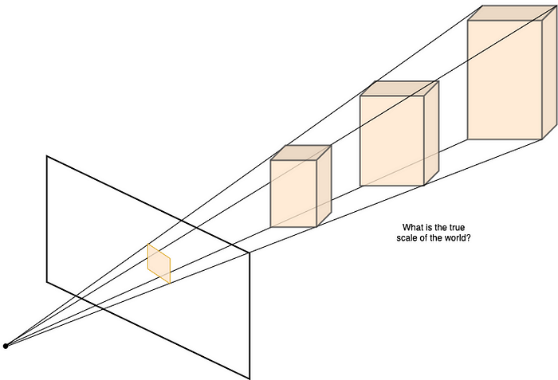 What is the true
scale of the world?